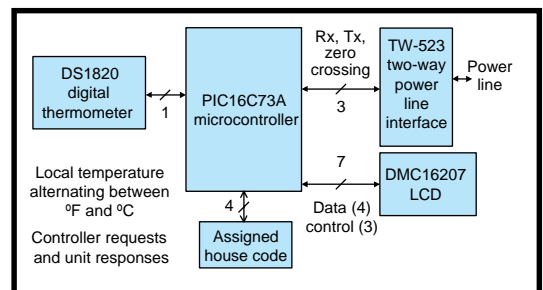 DS1820
digital
thermometer
1
PIC16C73A
microcontroller
Rx, Tx,
zero
crossing
3
TW-523
two-way
power
line
interface
Power
line
7
Data (4)
control (3)
DMC16207
LCD
4
Assigned
house code
Local temperature
alternating between
ºF and ºC
Controller requests
and unit responses